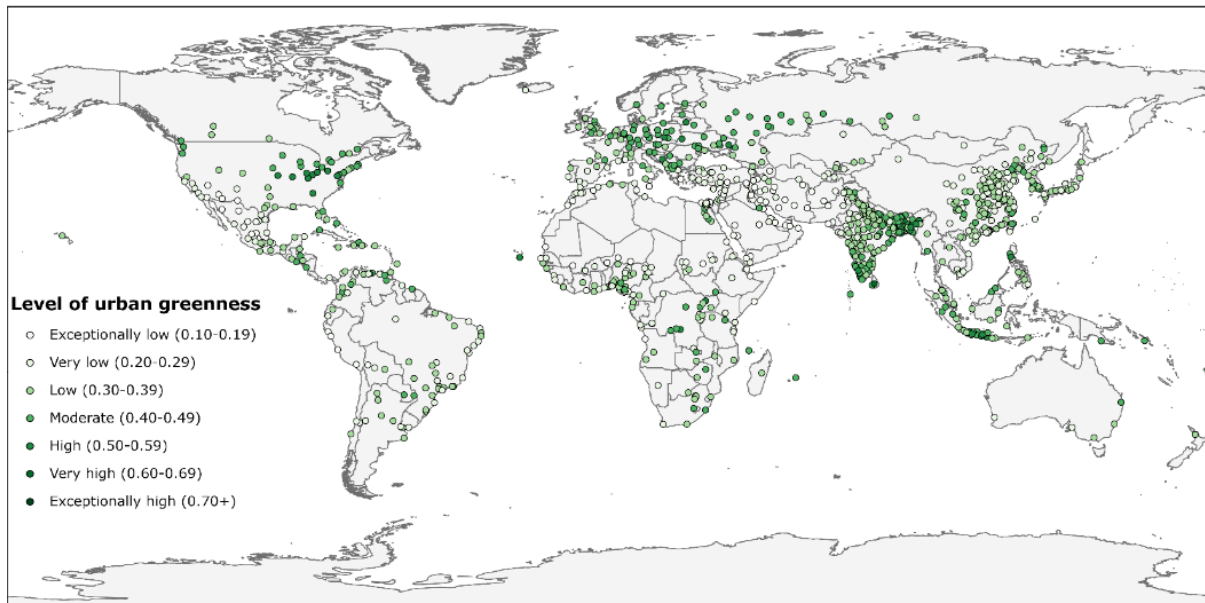 Level of urban greenness
Exceptionally low (0.10-0.19)
Very low (0.20-0.29)
Low (0.30-0.39)
Moderate (0.40-0.49)
High (0.50-0.59)
Very high (0.60-0.69)
Exceptionally high (0.70+)